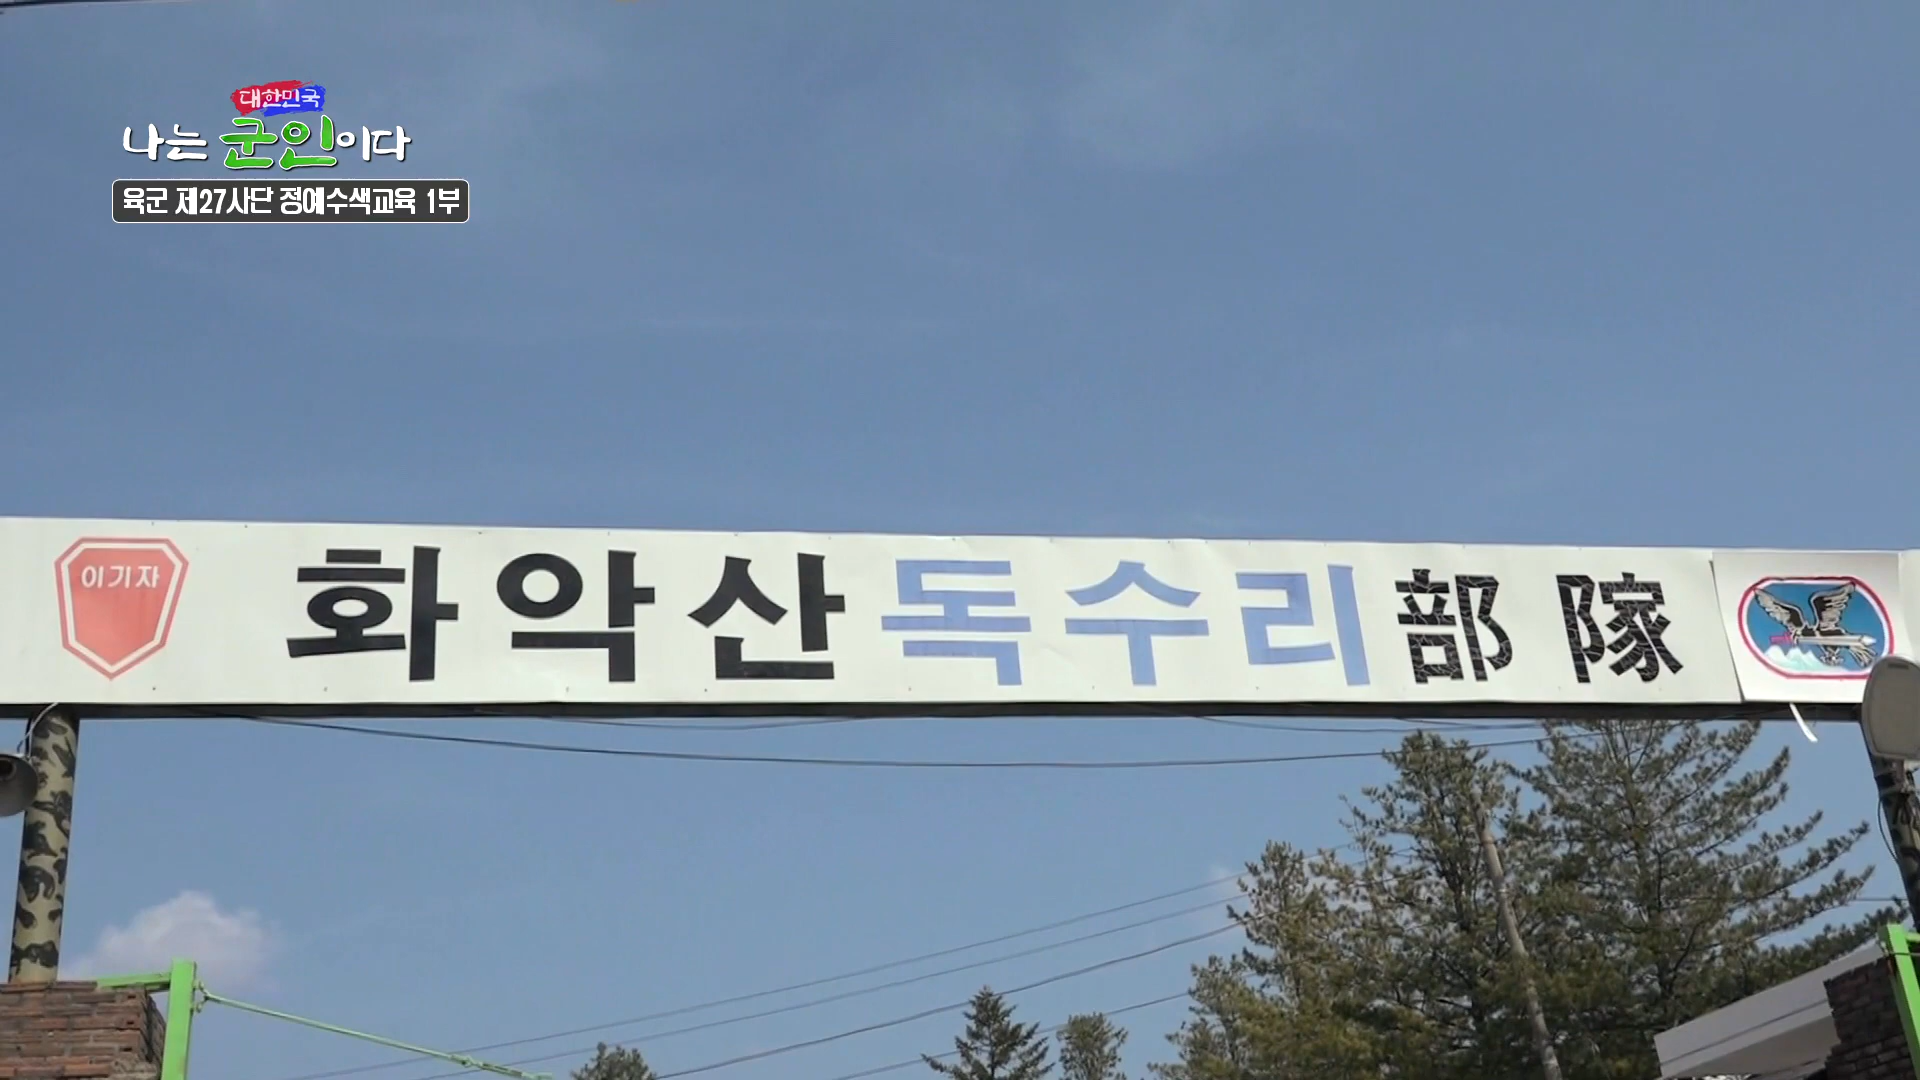 대한민국
나는 군인이다
육군 제27사단 정예수색교육 1부
이기자
화악산독수리部隊